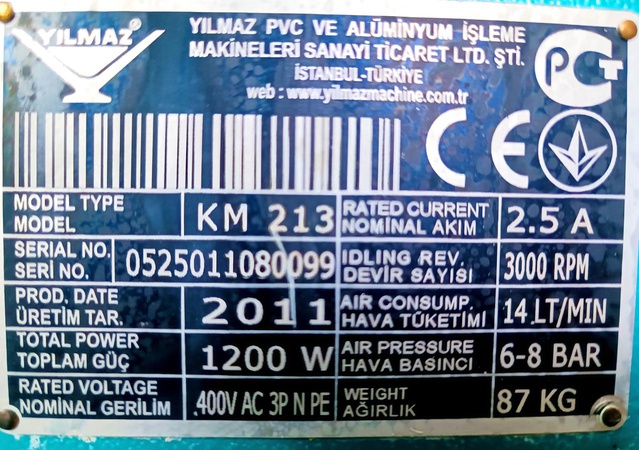 YILMAZ®
YILMAZ PVC VE ALÜMİNYUM İŞLEME
MAKİNELERİ SANAYİ TİCARET LTD. ŞTİ.
İSTANBUL-TÜRKİYE
web : www.yilmazmachine.com.tr
PCT
CE
MODEL TYPE
MODEL
KM 213
RATED CURRENT
NOMINAL AKIM
2.5 A
SERIAL NO.
SERİ NO.
0525011080099
IDLING REV.
DEVİR SAYISI
3000 RPM
PROD. DATE
ÜRETİM TAR.
2011
AIR CONSUMP.
HAVA TÜKETİMİ
14 LT/MIN
TOTAL POWER
TOPLAM GÜÇ
1200 W
AIR PRESSURE
HAVA BASINCI
6-8 BAR
RATED VOLTAGE
NOMİNAL GERİLİM
400V AC 3P N PE
WEIGHT
AĞIRLIK
87 KG